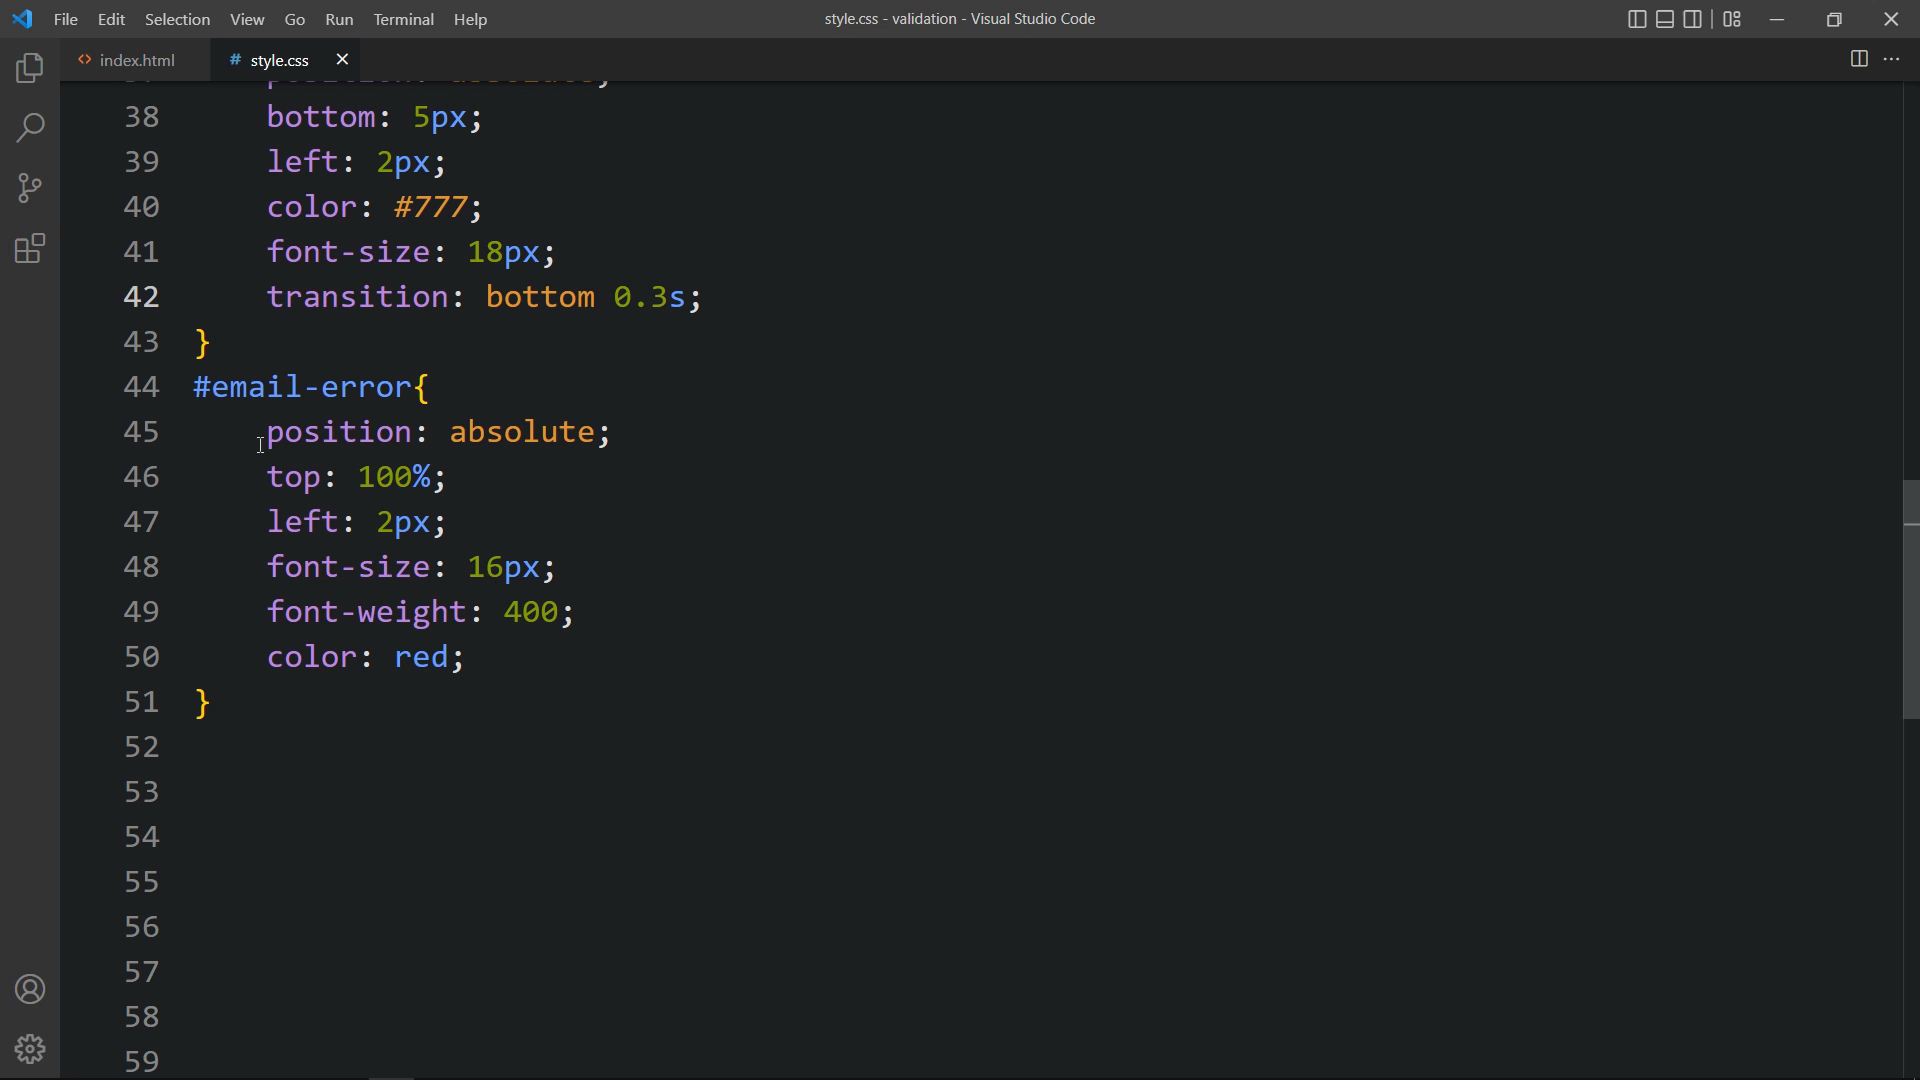 File Edit Selection View Go Run Terminal Help
style.css - validation - Visual Studio Code
<> index.html
# style.css
38 bottom: 5px;
39 left: 2px;
40 color: #777;
41 font-size: 18px;
42 transition: bottom 0.3s;
43 }
44 #email-error{
45 position: absolute;
46 top: 100%;
47 left: 2px;
48 font-size: 16px;
49 font-weight: 400;
50 color: red;
51 }
52
53
54
55
56
57
58
59